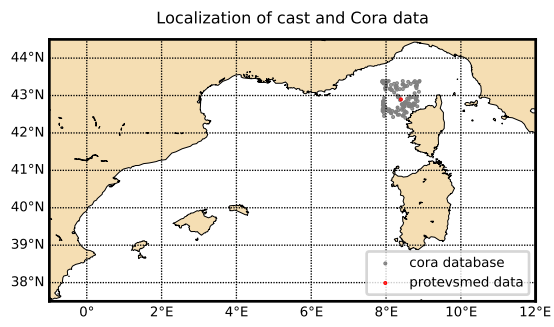 Localization of cast and Cora data
44°N
43°N
42°N
41°N
40°N
39°N
38°N
cora database
protevsmed data
0°
2°E
4°E
6°E
8°E
10°E
12°E